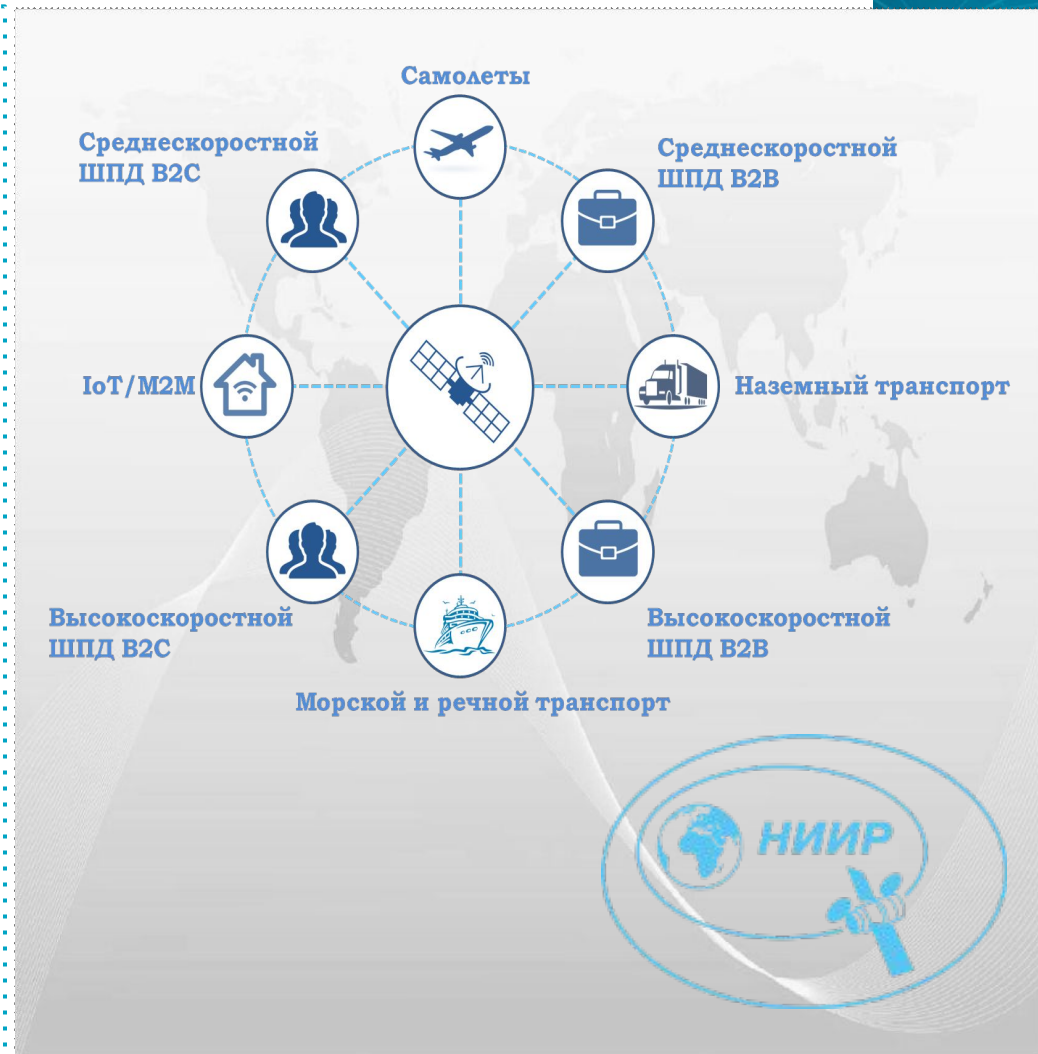 Самолеты
Среднескоростной
ШПД B2C
Среднескоростной
ШПД B2B
IoT/M2M
Наземный транспорт
Высокоскоростной
ШПД B2C
Высокоскоростной
ШПД B2B
Морской и речной транспорт
НИИР